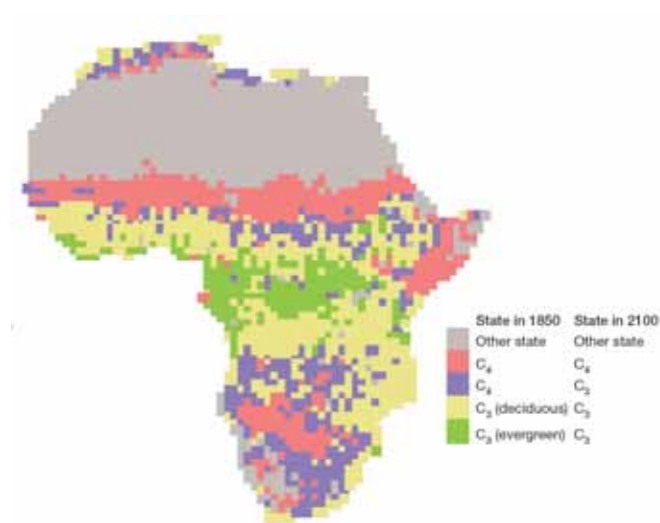 State in 1850 State in 2100
Other state Other state
C₄ C₄
C₄ C₃
C₃ (deciduous) C₃
C₃ (evergreen) C₃